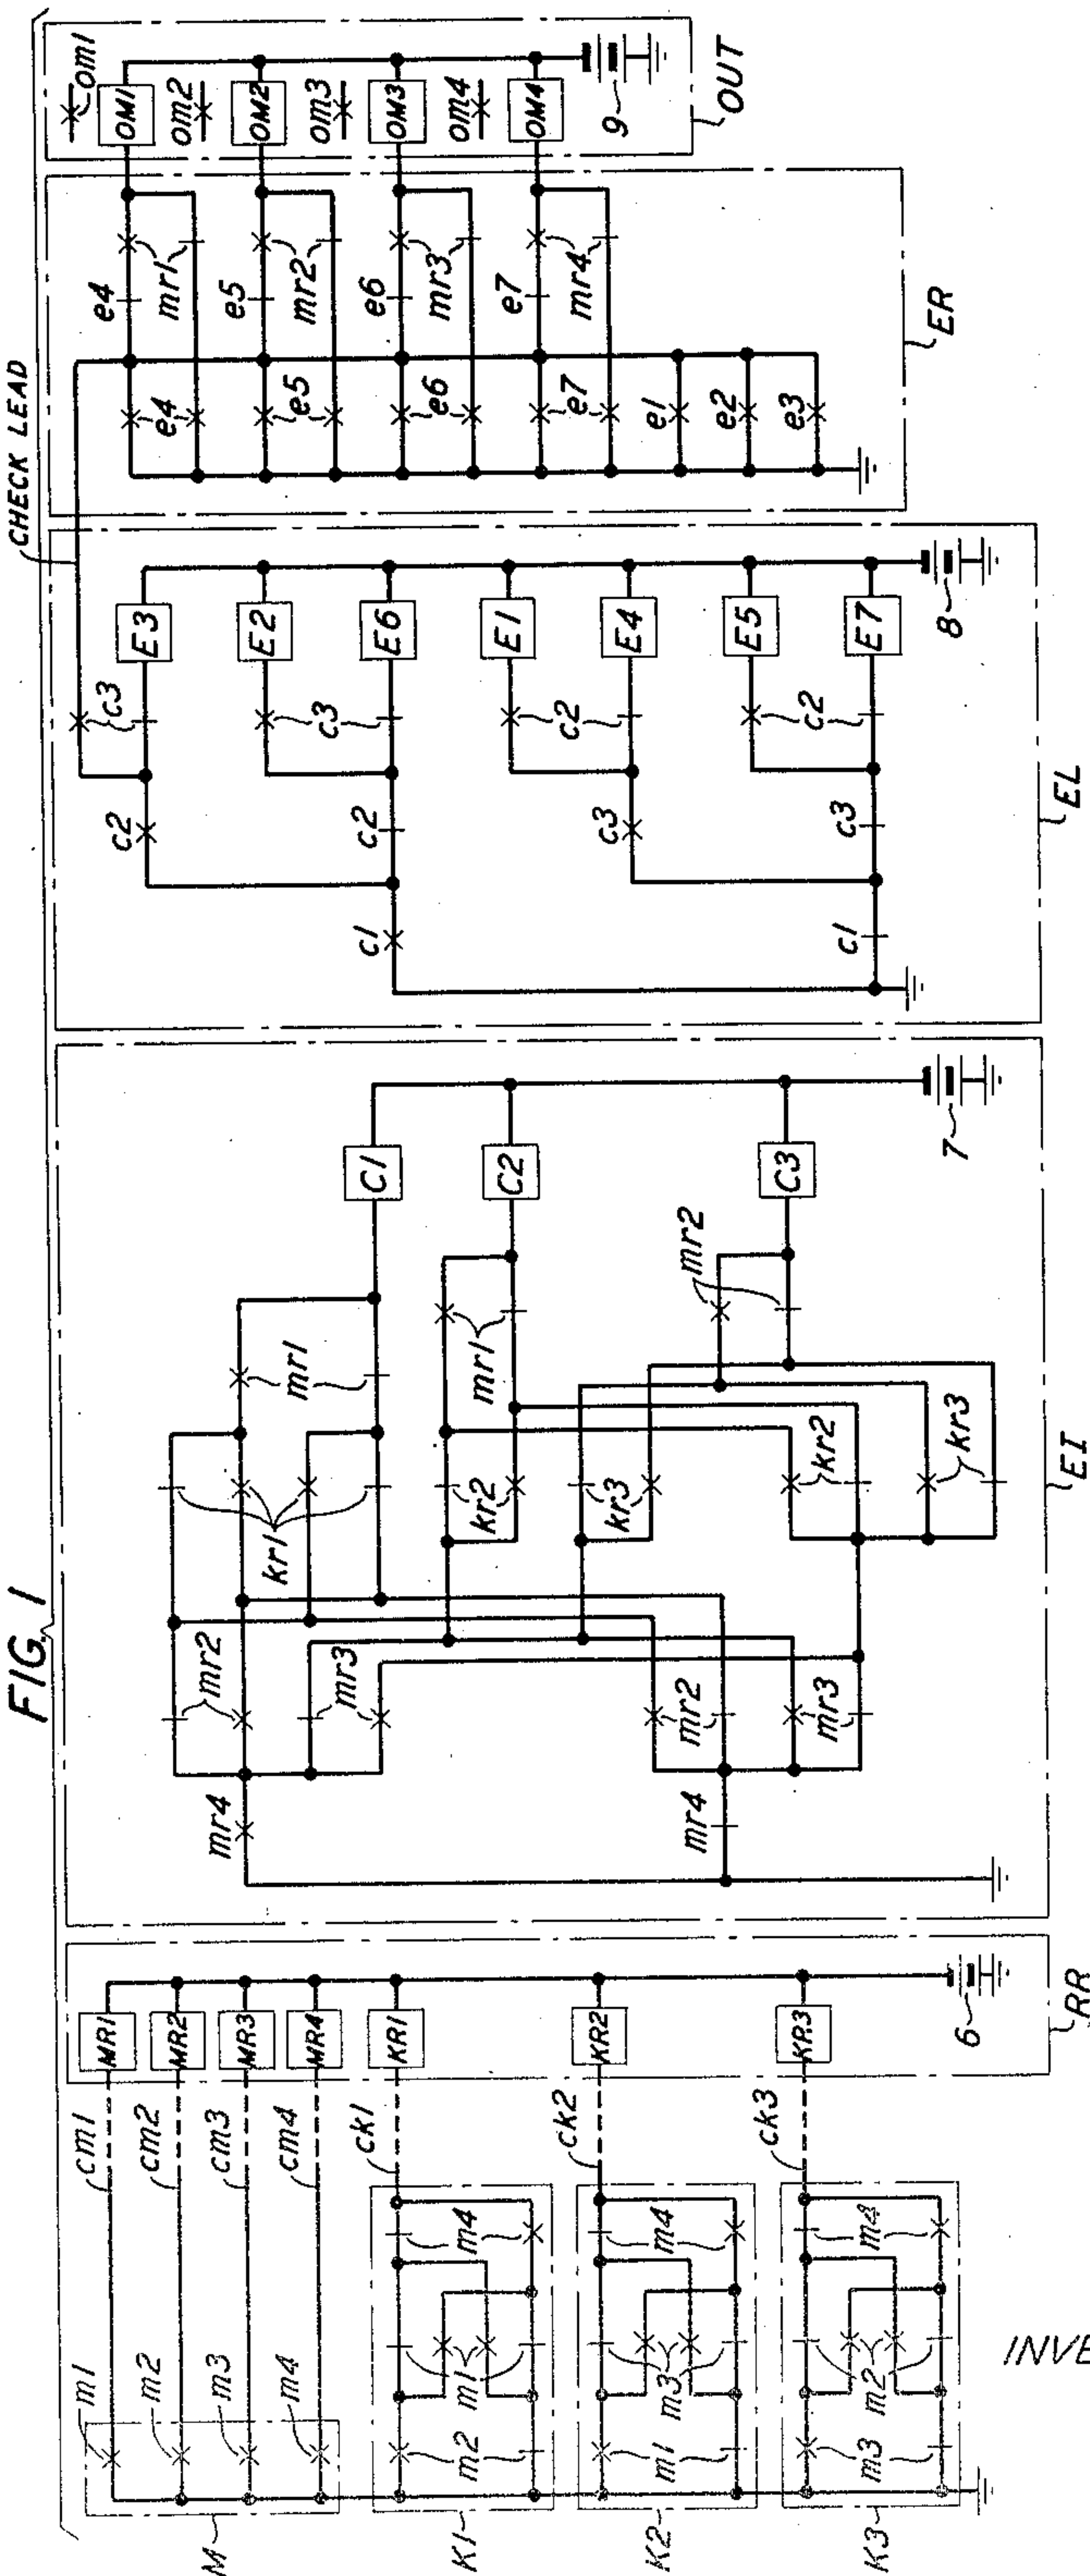 FIG. 1
CHECK LEAD
m1
m2
m3
m4
M
cm1
cm2
cm3
cm4
MR1
MR2
MR3
MR4
m2
m1
m4
K1
ck1
KR1
m1
m3
m4
K2
ck2
KR2
m3
m2
m4
K3
ck3
KR3
6
RR
mr4
mr4
mr2
mr3
mr2
mr3
kr1
kr2
kr3
kr2
kr3
mr1
mr1
mr2
C1
C2
C3
7
EI
c1
c1
c2
c2
c3
c3
c3
c3
c2
c2
E3
E2
E6
E1
E4
E5
E7
8
EL
e4
e5
e6
e7
e1
e2
e3
e4
e5
e6
e7
mr1
mr2
mr3
mr4
ER
om1
OM1
om2
OM2
om3
OM3
om4
OM4
9
OUT
INVE